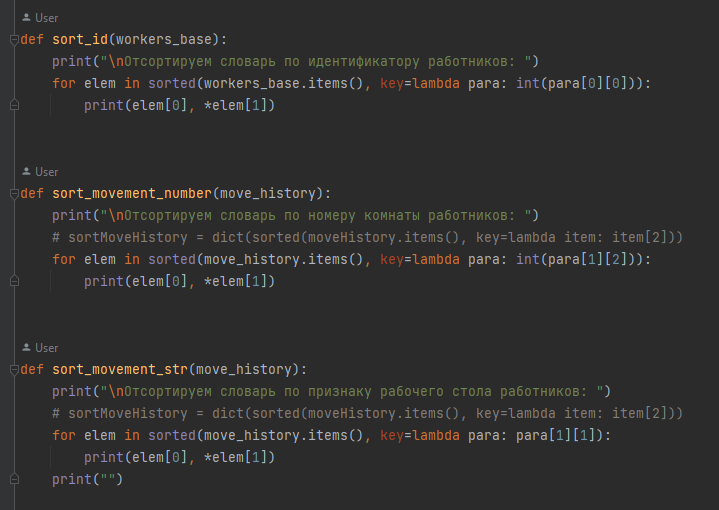 User
def sort_id(workers_base):
    print("\nОтсортируем словарь по идентификатору работников: ")
    for elem in sorted(workers_base.items(), key=lambda para: int(para[0][0])):
        print(elem[0], *elem[1])
User
def sort_movement_number(move_history):
    print("\nОтсортируем словарь по номеру комнаты работников: ")
    # sortMoveHistory = dict(sorted(moveHistory.items(), key=lambda item: item[2]))
    for elem in sorted(move_history.items(), key=lambda para: int(para[1][2])):
        print(elem[0], *elem[1])
User
def sort_movement_str(move_history):
    print("\nОтсортируем словарь по признаку рабочего стола работников: ")
    # sortMoveHistory = dict(sorted(moveHistory.items(), key=lambda item: item[2]))
    for elem in sorted(move_history.items(), key=lambda para: para[1][1]):
        print(elem[0], *elem[1])
    print("")